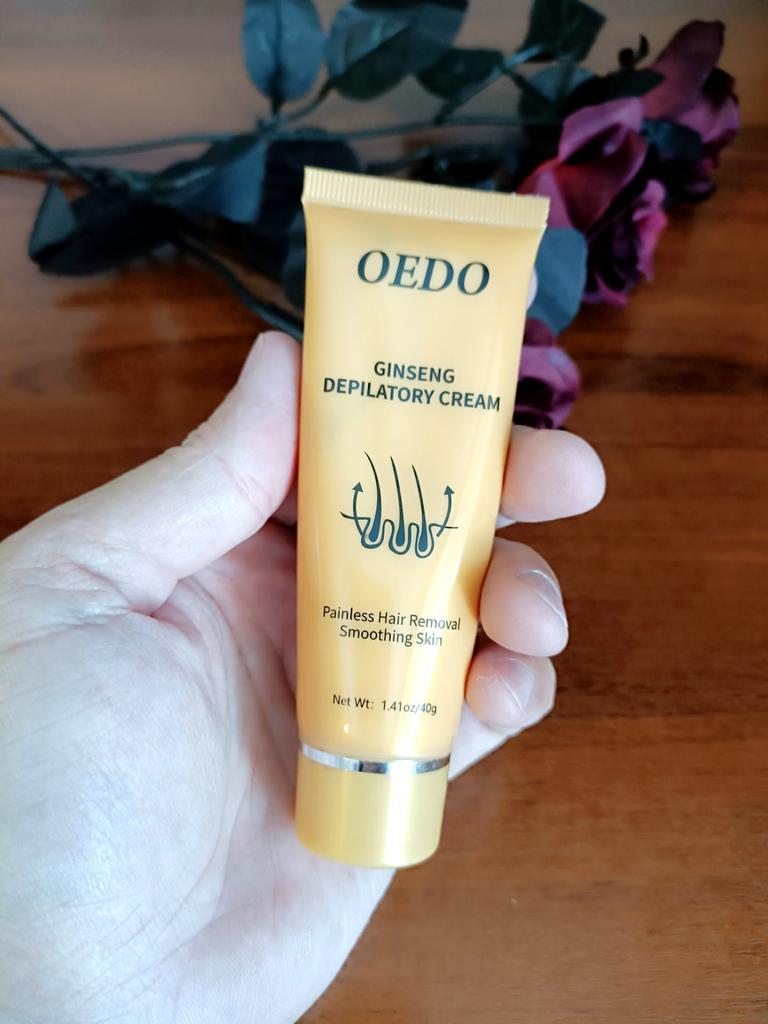 OEDO
GINSENG
DEPILATORY CREAM
Painless Hair Removal
Smoothing Skin
Net Wt: 1.41oz/40g